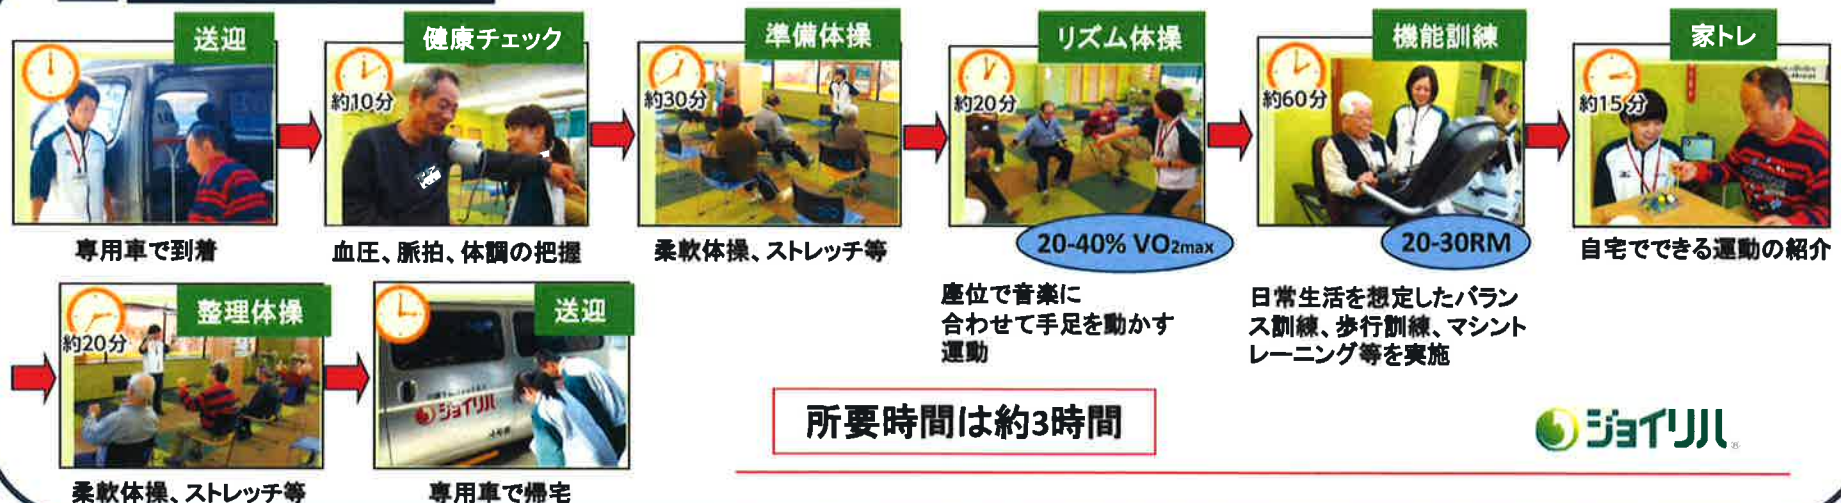 送迎
専用車で到着
健康チェック
約10分
血圧、脈拍、体調の把握
準備体操
約30分
柔軟体操、ストレッチ等
リズム体操
約20分
20-40% VO2max
座位で音楽に
合わせて手足を動かす
運動
機能訓練
約60分
20-30RM
日常生活を想定したバラン
ス訓練、歩行訓練、マシント
レーニング等を実施
家トレ
約15分
自宅でできる運動の紹介
整理体操
約20分
柔軟体操、ストレッチ等
送迎
ジョイリハ
専用車で帰宅
所要時間は約3時間
ジョイリハ